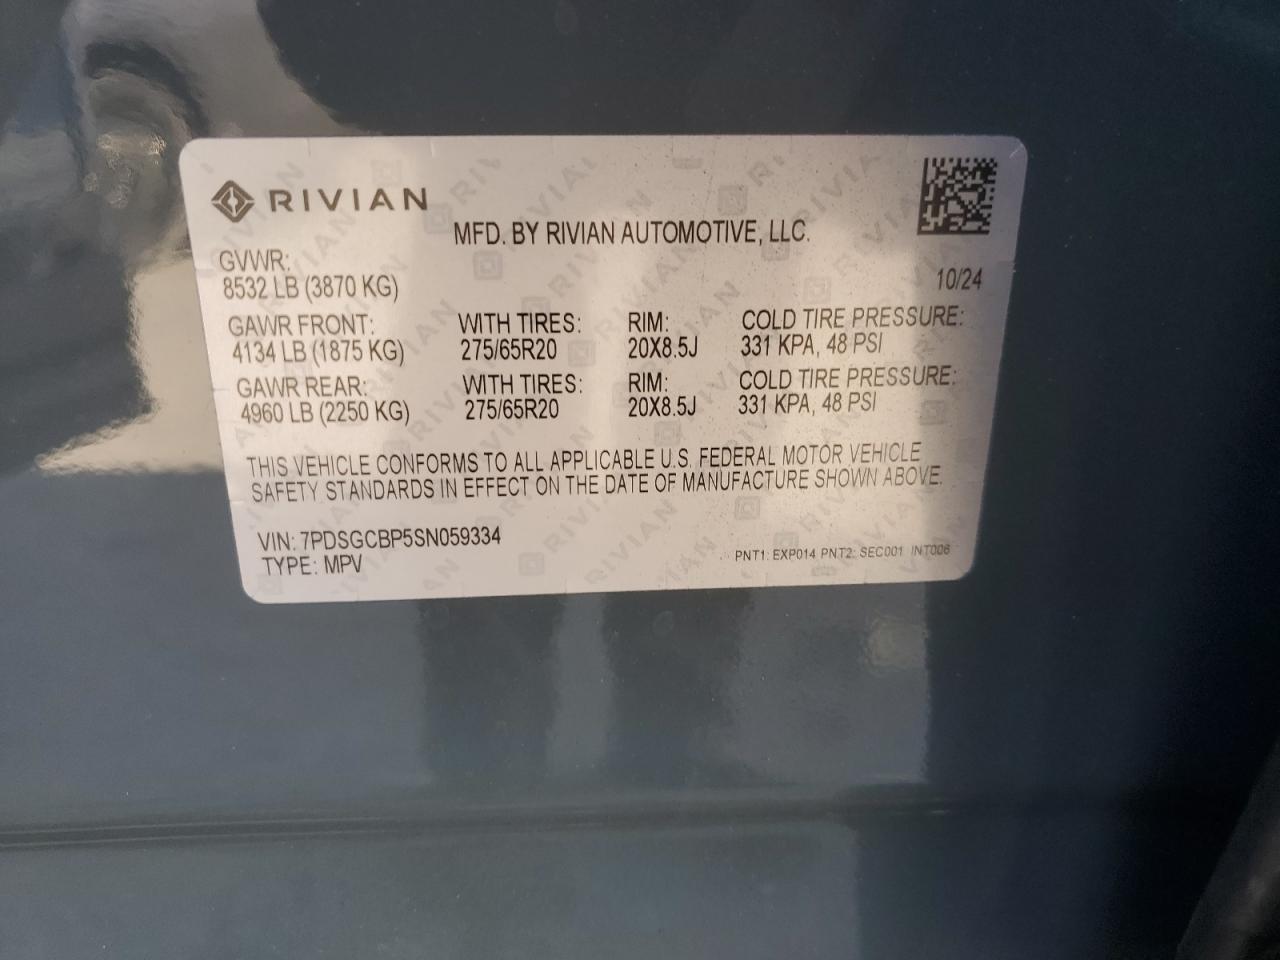 RIVIAN
MFD. BY RIVIAN AUTOMOTIVE, LLC.
GVWR:
8532 LB (3870 KG)
10/24
GAWR FRONT: WITH TIRES: RIM: COLD TIRE PRESSURE:
4134 LB (1875 KG) 275/65R20 20X8.5J 331 KPA, 48 PSI
GAWR REAR: WITH TIRES: RIM: COLD TIRE PRESSURE:
4960 LB (2250 KG) 275/65R20 20X8.5J 331 KPA, 48 PSI
THIS VEHICLE CONFORMS TO ALL APPLICABLE U.S. FEDERAL MOTOR VEHICLE
SAFETY STANDARDS IN EFFECT ON THE DATE OF MANUFACTURE SHOWN ABOVE.
VIN: 7PDSGCBP5SN059334
TYPE: MPV
PNT1: EXP014 PNT2: SEC001 INT006